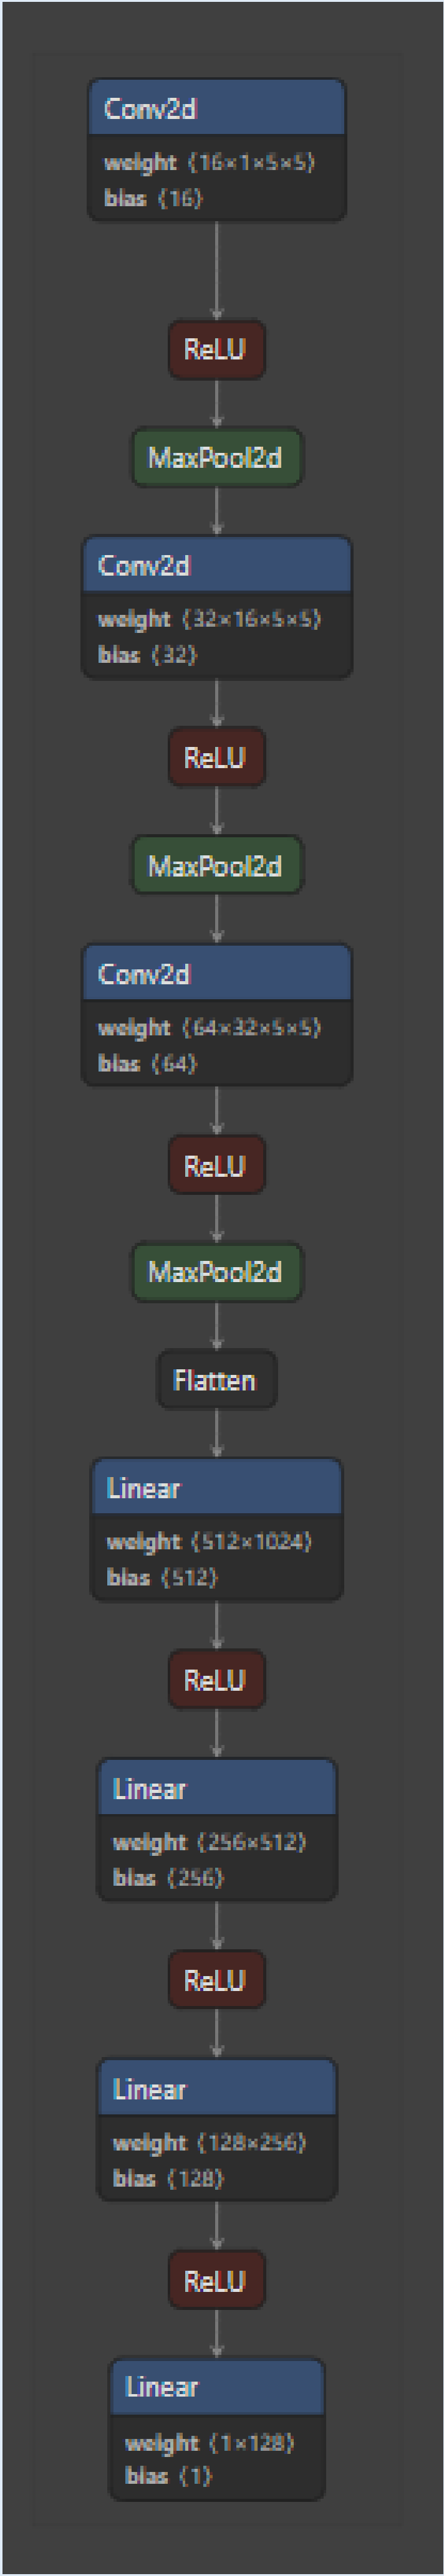 Conv2d
weight ⟨16×1×5×5⟩
bias ⟨16⟩
ReLU
MaxPool2d
Conv2d
weight ⟨32×16×5×5⟩
bias ⟨32⟩
ReLU
MaxPool2d
Conv2d
weight ⟨64×32×5×5⟩
bias ⟨64⟩
ReLU
MaxPool2d
Flatten
Linear
weight ⟨512×1024⟩
bias ⟨512⟩
ReLU
Linear
weight ⟨256×512⟩
bias ⟨256⟩
ReLU
Linear
weight ⟨128×256⟩
bias ⟨128⟩
ReLU
Linear
weight ⟨1×128⟩
bias ⟨1⟩